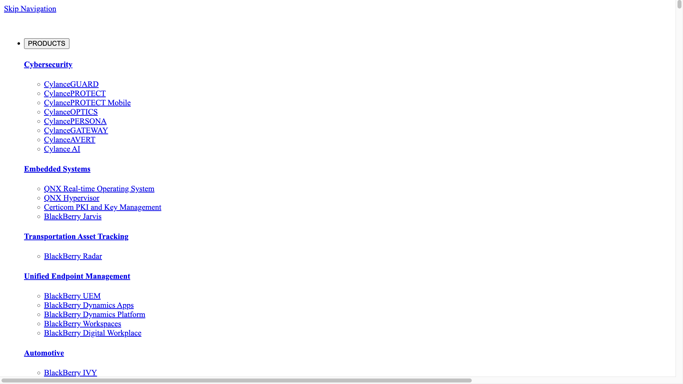 Skip Navigation
PRODUCTS
Cybersecurity
CylanceGUARD
CylancePROTECT
CylancePROTECT Mobile
CylanceOPTICS
CylancePERSONA
CylanceGATEWAY
CylanceAVERT
Cylance AI
Embedded Systems
QNX Real-time Operating System
QNX Hypervisor
Certicom PKI and Key Management
BlackBerry Jarvis
Transportation Asset Tracking
BlackBerry Radar
Unified Endpoint Management
BlackBerry UEM
BlackBerry Dynamics Apps
BlackBerry Dynamics Platform
BlackBerry Workspaces
BlackBerry Digital Workplace
Automotive
BlackBerry IVY